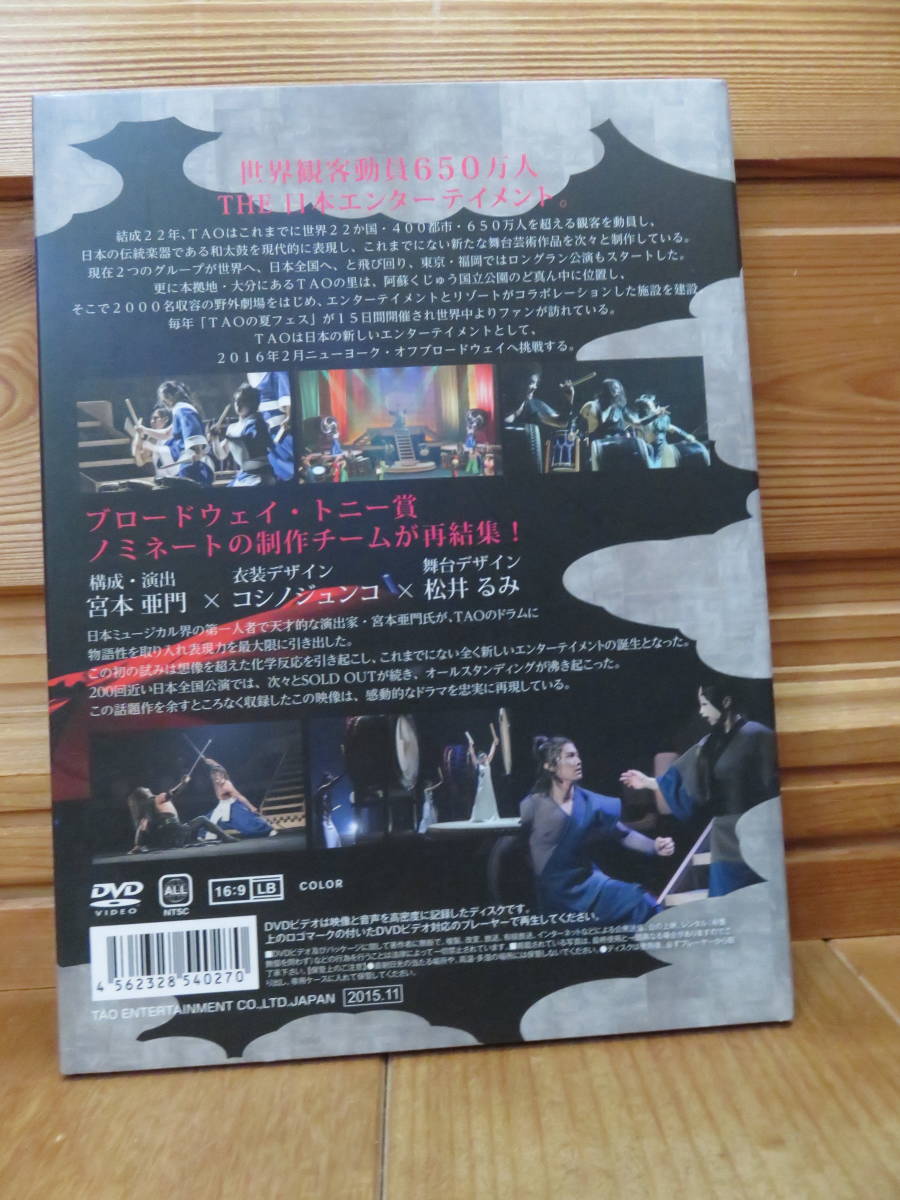 世界観客動員650万人
THE 日本エンターテイメント。
結成22年、TAOはこれまでに世界22か国・400都市・650万人を超える観客を動員し、
日本の伝統楽器である和太鼓を現代的に表現し、これまでにない新たな舞台芸術作品を次々と制作している。
現在2つのグループが世界へ、日本全国へ、と飛び回り、東京・福岡ではロングラン公演もスタートした。
更に本拠地・大分にあるTAOの里は、阿蘇くじゅう国立公園のど真ん中に位置し、
そこで2000名収容の野外劇場をはじめ、エンターテイメントとリゾートがコラボレーションした施設を建設
毎年「TAOの夏フェス」が15日間開催され世界中よりファンが訪れている。
TAOは日本の新しいエンターテイメントとして、
2016年2月ニューヨーク・オフブロードウェイへ挑戦する。
ブロードウェイ・トニー賞
ノミネートの制作チームが再結集!
構成・演出 衣装デザイン 舞台デザイン
宮本 亜門 × コシノジュンコ × 松井 るみ
日本ミュージカル界の第一人者で天才的な演出家・宮本亜門氏が、TAOのドラムに
物語性を取り入れ表現力を最大限に引き出した。
この初の試みは想像を超えた化学反応を引き起こし、これまでにない全く新しいエンターテイメントの誕生となった。
200回近い日本全国公演では、次々とSOLD OUTが続き、オールスタンディングが沸き起こった。
この話題作を余すところなく収録したこの映像は、感動的なドラマを忠実に再現している。
DVD VIDEO ALL NTSC 16:9 LB COLOR
DVDビデオは映像と音声を高密度に記録したディスクです。
上のロゴマークの付いたDVDビデオ対応のプレーヤーで再生してください。
4 562328 540270
TAO ENTERTAINMENT CO.,LTD.JAPAN 2015.11